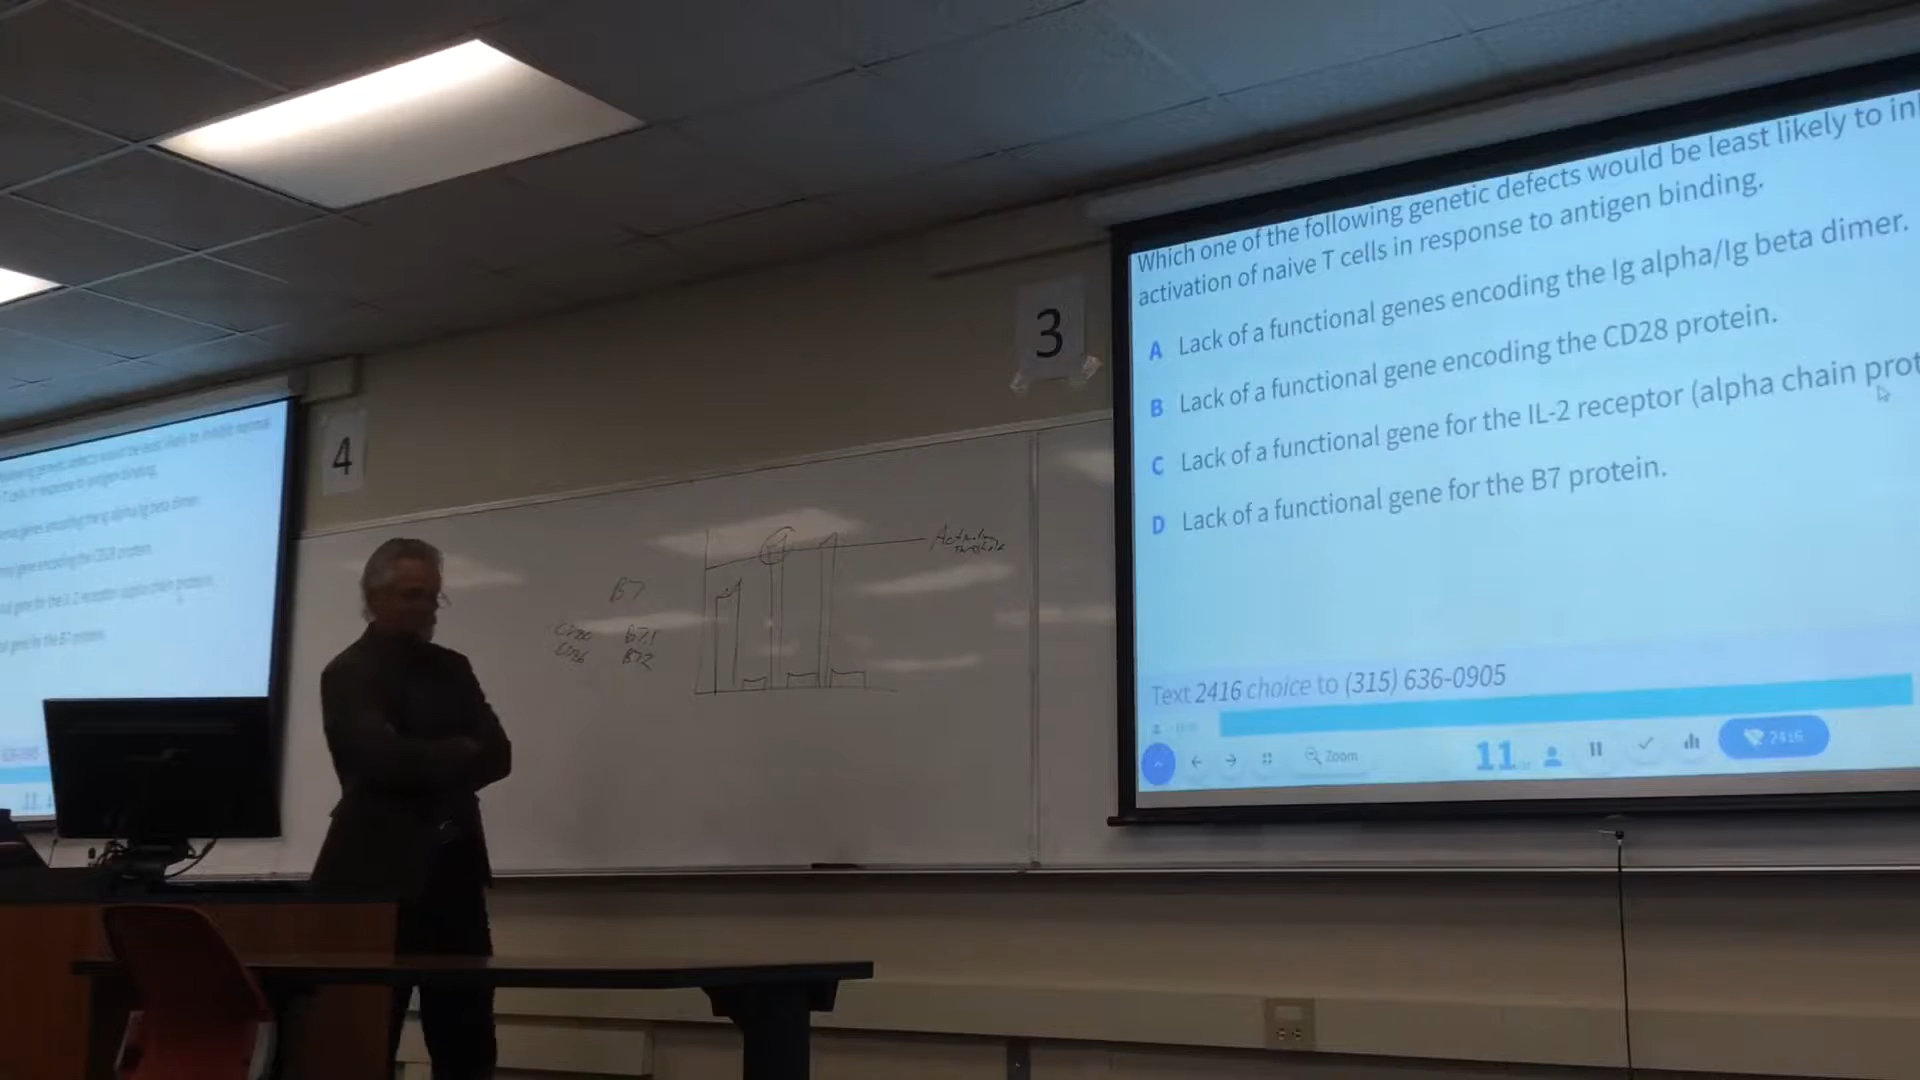 Which one of the following genetic defects would be least likely to in
activation of naive T cells in response to antigen binding.
A Lack of a functional genes encoding the Ig alpha/Ig beta dimer.
B Lack of a functional gene encoding the CD28 protein.
C Lack of a functional gene for the IL-2 receptor (alpha chain prot
D Lack of a functional gene for the B7 protein.
Text 2416 choice to (315) 636-0905
Zoom
11
2416
3
4
B7
B7.1
B7.2